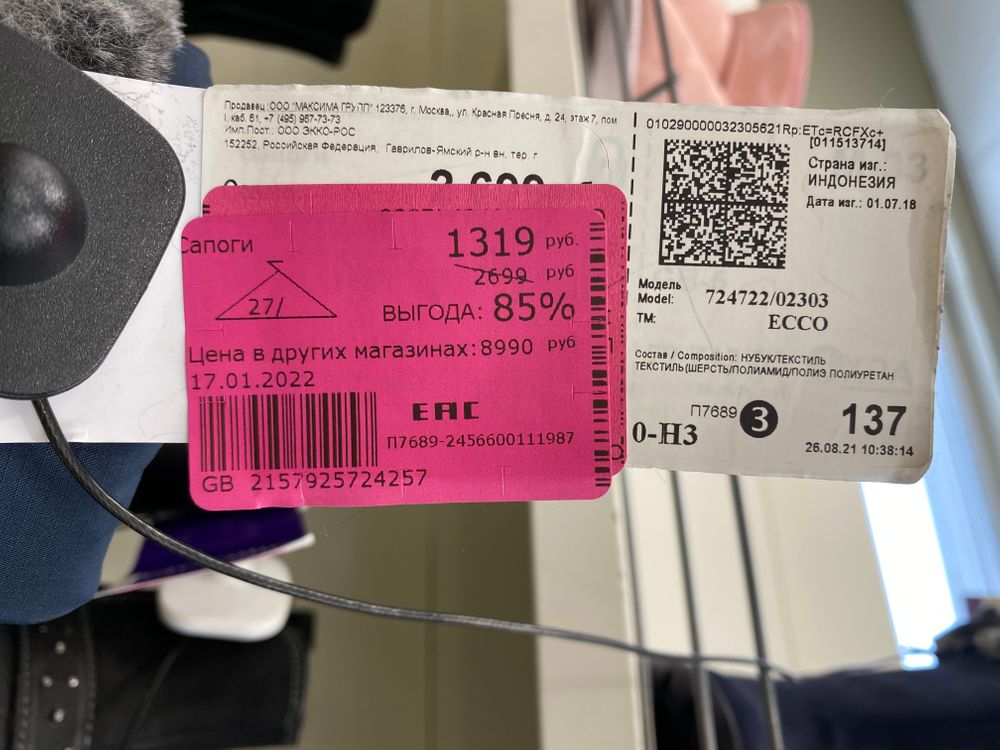 Продавец: ООО "МАКСИМА ГРУПП" 123376, г. Москва,, ул. Красная Пресня, д. 24, этаж 7, пом
I, каб. 61, +7 (495) 967-73-73
Имп.Пост.: ООО ЭККО-РОС
152252, Российская Федерация, Гаврилов-Ямский р-н вн. тер. г
Сапоги
1319 руб.
2699 руб
27/
ВЫГОДА: 85%
Цена в других магазинах: 8990 руб
17.01.2022
EAC
П7689-2456600111987
GB 2157925724257
010290000032305621Rp:ETc=RCFXc+
[011513714]
Страна изг.:
ИНДОНЕЗИЯ
Дата изг.: 01.07.18
Модель
Model: 724722/02303
TM: ECCO
Состав / Composition: НУБУК/ТЕКСТИЛЬ
ТЕКСТИЛЬ(ШЕРСТЬ/ПОЛИАМИД/ПОЛИЭ ПОЛИУРЕТАН
П7689 3 137
0-Н3
26.08.21 10:38:14